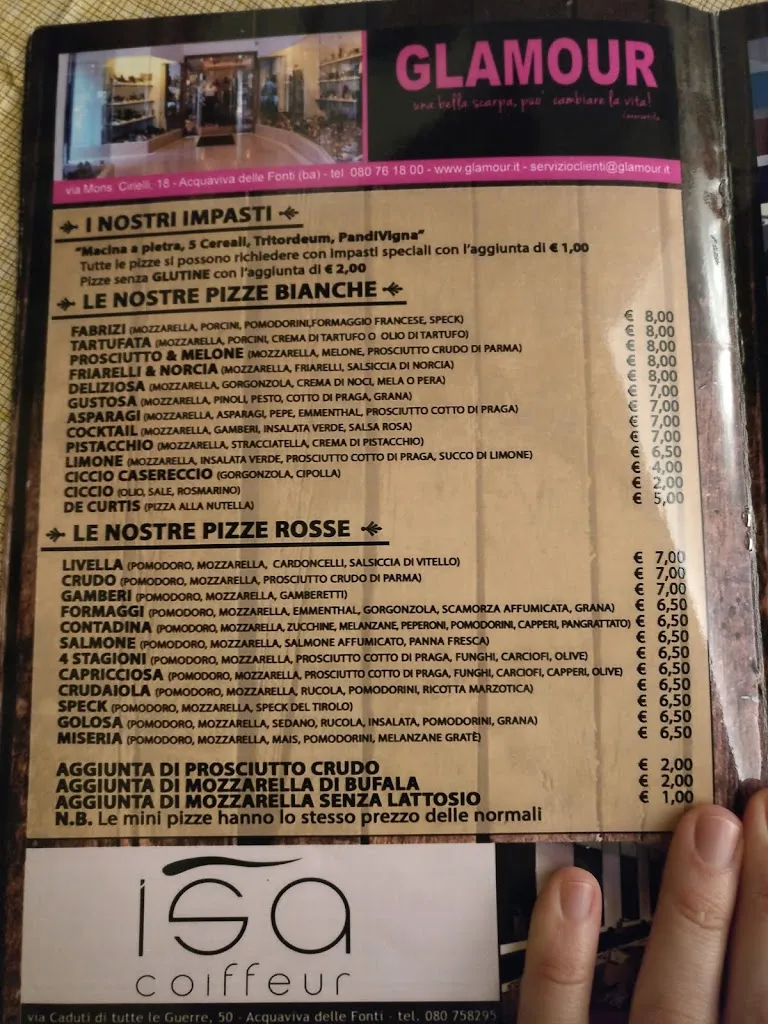 GLAMOUR
una bella scarpa, puo' cambiare la vita!
via Mons. Cirielli, 18 - Acquaviva delle Fonti (ba) - tel. 080 76 18 00 - www.glamour.it - servizioclienti@glamour.it
I NOSTRI IMPASTI
"Macina a pietra, 5 Cereali, Tritordeum, PandiVigna"
Tutte le pizze si possono richiedere con impasti speciali con l'aggiunta di € 1,00
Pizze senza GLUTINE con l'aggiunta di € 2,00
LE NOSTRE PIZZE BIANCHE
FABRIZI (MOZZARELLA, PORCINI, POMODORINI,FORMAGGIO FRANCESE, SPECK) € 8,00
TARTUFATA (MOZZARELLA, PORCINI, CREMA DI TARTUFO O OLIO DI TARTUFO) € 8,00
PROSCIUTTO & MELONE (MOZZARELLA, MELONE, PROSCIUTTO CRUDO DI PARMA) € 8,00
FRIARELLI & NORCIA (MOZZARELLA, FRIARELLI, SALSICCIA DI NORCIA) € 8,00
DELIZIOSA (MOZZARELLA, GORGONZOLA, CREMA DI NOCI, MELA O PERA) € 8,00
GUSTOSA (MOZZARELLA, PINOLI, PESTO, COTTO DI PRAGA, GRANA) € 7,00
ASPARAGI (MOZZARELLA, ASPARAGI, PEPE, EMMENTHAL, PROSCIUTTO COTTO DI PRAGA) € 7,00
COCKTAIL (MOZZARELLA, GAMBERI, INSALATA VERDE, SALSA ROSA) € 7,00
PISTACCHIO (MOZZARELLA, STRACCIATELLA, CREMA DI PISTACCHIO) € 7,00
LIMONE (MOZZARELLA, INSALATA VERDE, PROSCIUTTO COTTO DI PRAGA, SUCCO DI LIMONE) € 6,50
CICCIO CASERECCIO (GORGONZOLA, CIPOLLA) € 4,00
CICCIO (OLIO, SALE, ROSMARINO) € 2,00
DE CURTIS (PIZZA ALLA NUTELLA) € 5,00
LE NOSTRE PIZZE ROSSE
LIVELLA (POMODORO, MOZZARELLA, CARDONCELLI, SALSICCIA DI VITELLO) € 7,00
CRUDO (POMODORO, MOZZARELLA, PROSCIUTTO CRUDO DI PARMA) € 7,00
GAMBERI (POMODORO, MOZZARELLA, GAMBERETTI) € 7,00
FORMAGGI (POMODORO, MOZZARELLA, EMMENTHAL, GORGONZOLA, SCAMORZA AFFUMICATA, GRANA) € 6,50
CONTADINA (POMODORO, MOZZARELLA, ZUCCHINE, MELANZANE, PEPERONI, POMODORINI, CAPPERI, PANGRATTATO) € 6,50
SALMONE (POMODORO, MOZZARELLA, SALMONE AFFUMICATO, PANNA FRESCA) € 6,50
4 STAGIONI (POMODORO, MOZZARELLA, PROSCIUTTO COTTO DI PRAGA, FUNGHI, CARCIOFI, OLIVE) € 6,50
CAPRICCIOSA (POMODORO, MOZZARELLA, PROSCIUTTO COTTO DI PRAGA, FUNGHI, CARCIOFI, CAPPERI, OLIVE) € 6,50
CRUDAIOLA (POMODORO, MOZZARELLA, RUCOLA, POMODORINI, RICOTTA MARZOTICA) € 6,50
SPECK (POMODORO, MOZZARELLA, SPECK DEL TIROLO) € 6,50
GOLOSA (POMODORO, MOZZARELLA, SEDANO, RUCOLA, INSALATA, POMODORINI, GRANA) € 6,50
MISERIA (POMODORO, MOZZARELLA, MAIS, POMODORINI, MELANZANE GRATÈ) € 6,50
AGGIUNTA DI PROSCIUTTO CRUDO € 2,00
AGGIUNTA DI MOZZARELLA DI BUFALA € 2,00
AGGIUNTA DI MOZZARELLA SENZA LATTOSIO € 1,00
N.B. Le mini pizze hanno lo stesso prezzo delle normali
isa
coiffeur
via Caduti di tutte le Guerre, 50 - Acquaviva delle Fonti - tel. 080 758295